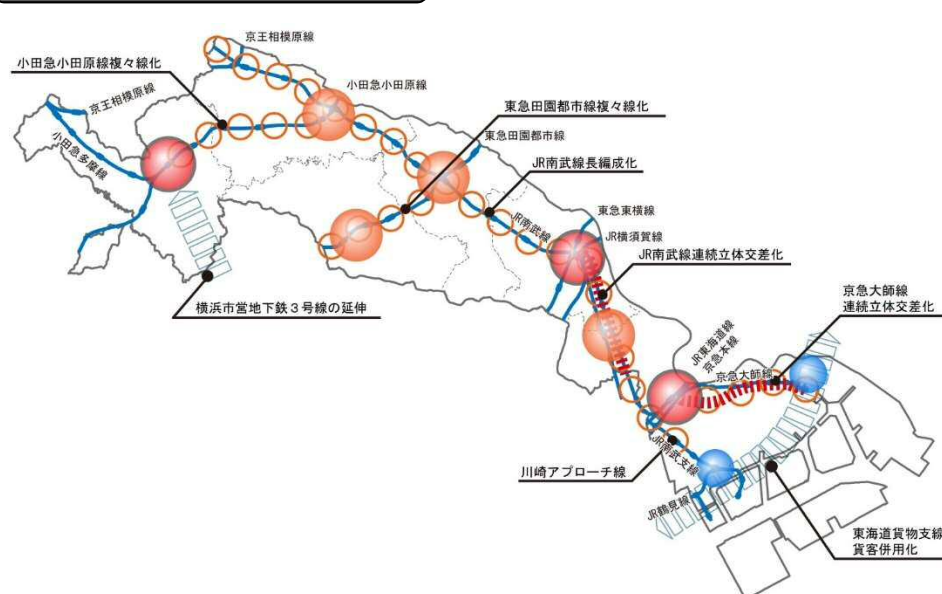 京王相模原線
小田急小田原線複々線化
小田急小田原線
京王相模原線
東急田園都市線複々線化
小田急多摩線
東急田園都市線
JR南武線長編成化
JR南武線
東急東横線
JR横須賀線
JR南武線連続立体交差化
横浜市営地下鉄３号線の延伸
京急大師線
連続立体交差化
JR東海道線
京急本線
京急大師線
JR南武支線
川崎アプローチ線
JR鶴見線
東海道貨物支線
貨客併用化